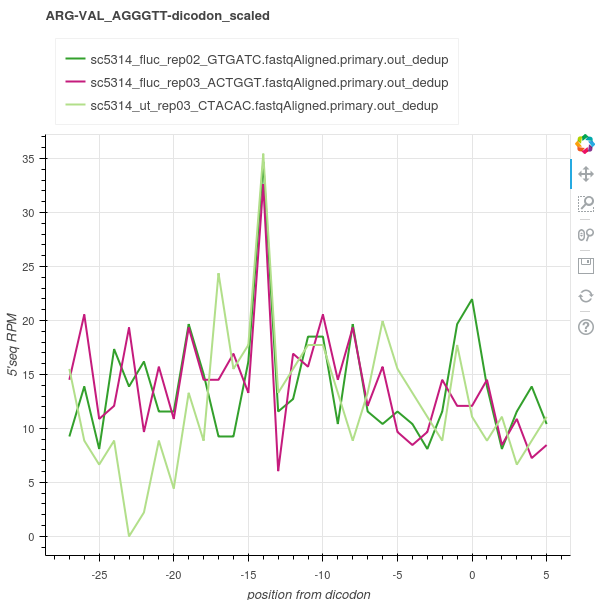 ARG-VAL_AGGGTT-dicodon_scaled
sc5314_fluc_rep02_GTGATC.fastqAligned.primary.out_dedup
sc5314_fluc_rep03_ACTGGT.fastqAligned.primary.out_dedup
sc5314_ut_rep03_CTACAC.fastqAligned.primary.out_dedup
35
30
25
20
15
10
5
0
5'seq RPM
-25
-20
-15
-10
-5
0
5
position from dicodon